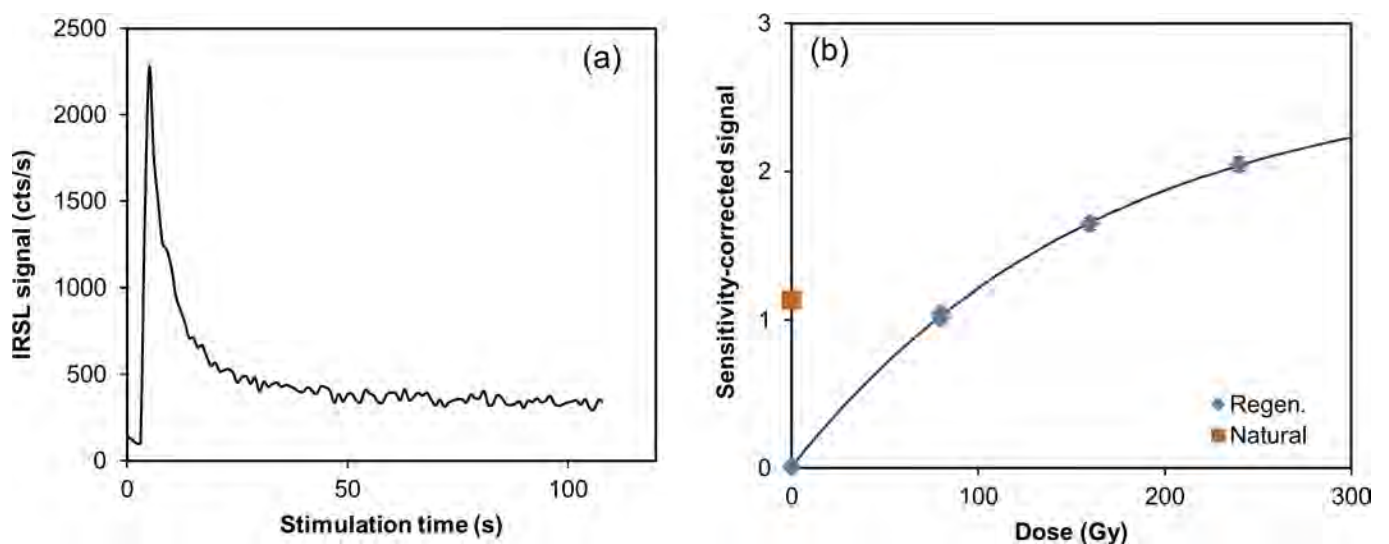 (a)
IRSL signal (cts/s)
2500
2000
1500
1000
500
0
0 50 100
Stimulation time (s)
(b)
Sensitivity-corrected signal
3
2
1
0
Regen.
Natural
0 100 200 300
Dose (Gy)